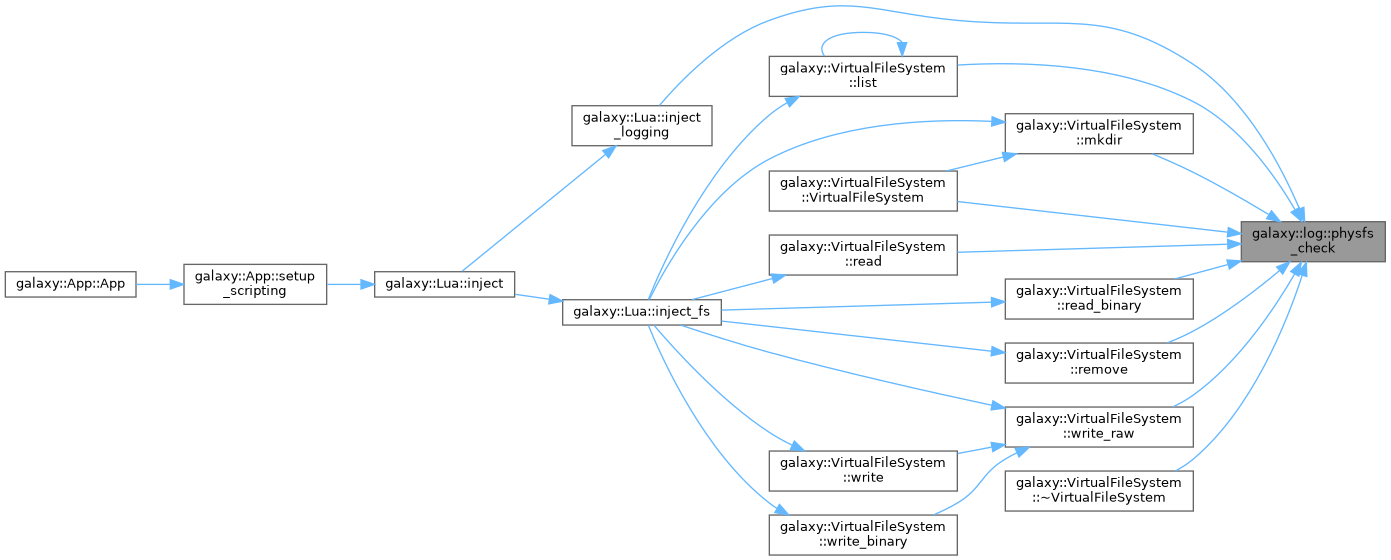 galaxy::App::App
galaxy::App::setup
_scripting
galaxy::Lua::inject
galaxy::Lua::inject
_logging
galaxy::Lua::inject_fs
galaxy::VirtualFileSystem
::list
galaxy::VirtualFileSystem
::VirtualFileSystem
galaxy::VirtualFileSystem
::read
galaxy::VirtualFileSystem
::write
galaxy::VirtualFileSystem
::write_binary
galaxy::VirtualFileSystem
::mkdir
galaxy::VirtualFileSystem
::read_binary
galaxy::VirtualFileSystem
::remove
galaxy::VirtualFileSystem
::write_raw
galaxy::VirtualFileSystem
::~VirtualFileSystem
galaxy::log::physfs
_check